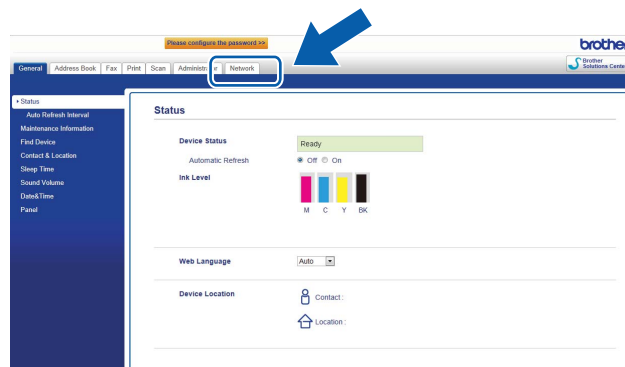 Please configure the password >>
brother
General Address Book Fax Print Scan Administrator Network
Brother
Solutions Center
Status
Auto Refresh Interval
Maintenance Information
Find Device
Contact & Location
Sleep Time
Sound Volume
Date&Time
Panel
Status
Device Status Ready
Automatic Refresh Off On
Ink Level
M C Y BK
Web Language Auto
Device Location Contact :
Location :